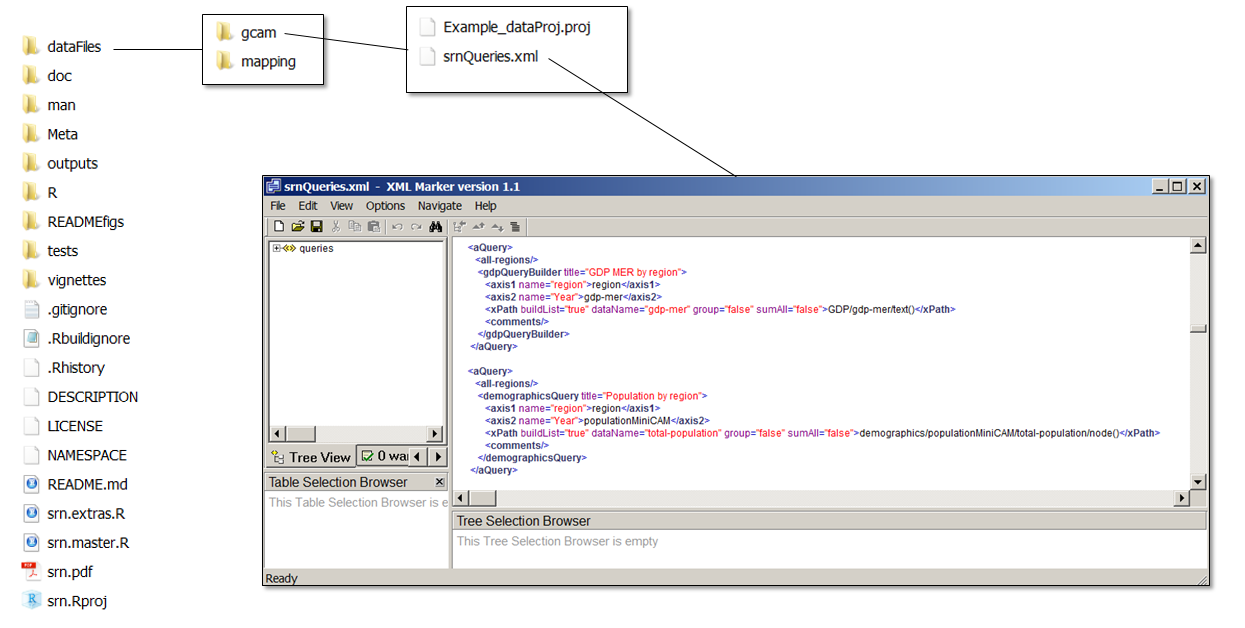 dataFiles
doc
man
Meta
outputs
R
READMEfigs
tests
vignettes
.gitignore
.Rbuildignore
.Rhistory
DESCRIPTION
LICENSE
NAMESPACE
README.md
srn.extras.R
srn.master.R
srn.pdf
srn.Rproj
gcam
mapping
Example_dataProj.proj
srnQueries.xml
srnQueries.xml - XML Marker version 1.1
File Edit View Options Navigate Help
queries
Tree View 0 war
Table Selection Browser
This Table Selection Browser is e
<aQuery>
<all-regions/>
<gdpQueryBuilder title="GDP MER by region">
<axis1 name="region">region</axis1>
<axis2 name="Year">gdp-mer</axis2>
<xPath buildList="true" dataName="gdp-mer" group="false" sumAll="false">GDP/gdp-mer/text()</xPath>
<comments/>
</gdpQueryBuilder>
</aQuery>
<aQuery>
<all-regions/>
<demographicsQuery title="Population by region">
<axis1 name="region">region</axis1>
<axis2 name="Year">populationMiniCAM</axis2>
<xPath buildList="true" dataName="total-population" group="false" sumAll="false">demographics/populationMiniCAM/total-population/node()</xPath>
<comments/>
</demographicsQuery>
</aQuery>
Tree Selection Browser
This Tree Selection Browser is empty
Ready